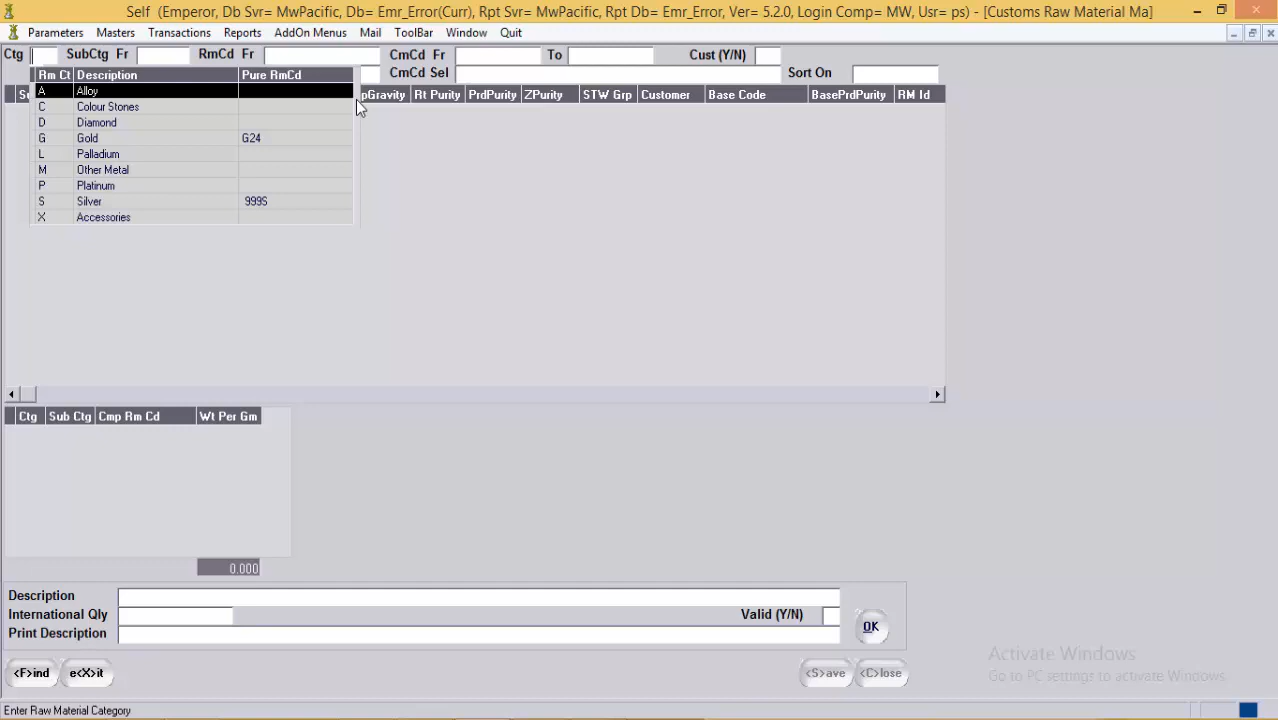 Self (Emperor, Db Svr= MwPacific, Db= Emr_Error(Curr), Rpt Svr= MwPacific, Rpt Db= Emr_Error, Ver= 5.2.0, Login Comp= MW, Usr= ps) - [Customs Raw Material Ma]
Parameters Masters Transactions Reports AddOn Menus Mail ToolBar Window Quit
Ctg SubCtg Fr RmCd Fr CmCd Fr To Cust (Y/N)
CmCd Sel Sort On
Rm Ct Description Pure RmCd
pGravity Rt Purity PrdPurity ZPurity STW Grp Customer Base Code BasePrdPurity RM Id
A Alloy
C Colour Stones
D Diamond
G Gold G24
L Palladium
M Other Metal
P Platinum
S Silver 999S
X Accessories
Ctg Sub Ctg Cmp Rm Cd Wt Per Gm
0.000
Description
International Qly Valid (Y/N)
Print Description
OK
<F>ind e<X>it <S>ave <C>lose
Activate Windows
Go to PC settings to activate Windows.
Enter Raw Material Category